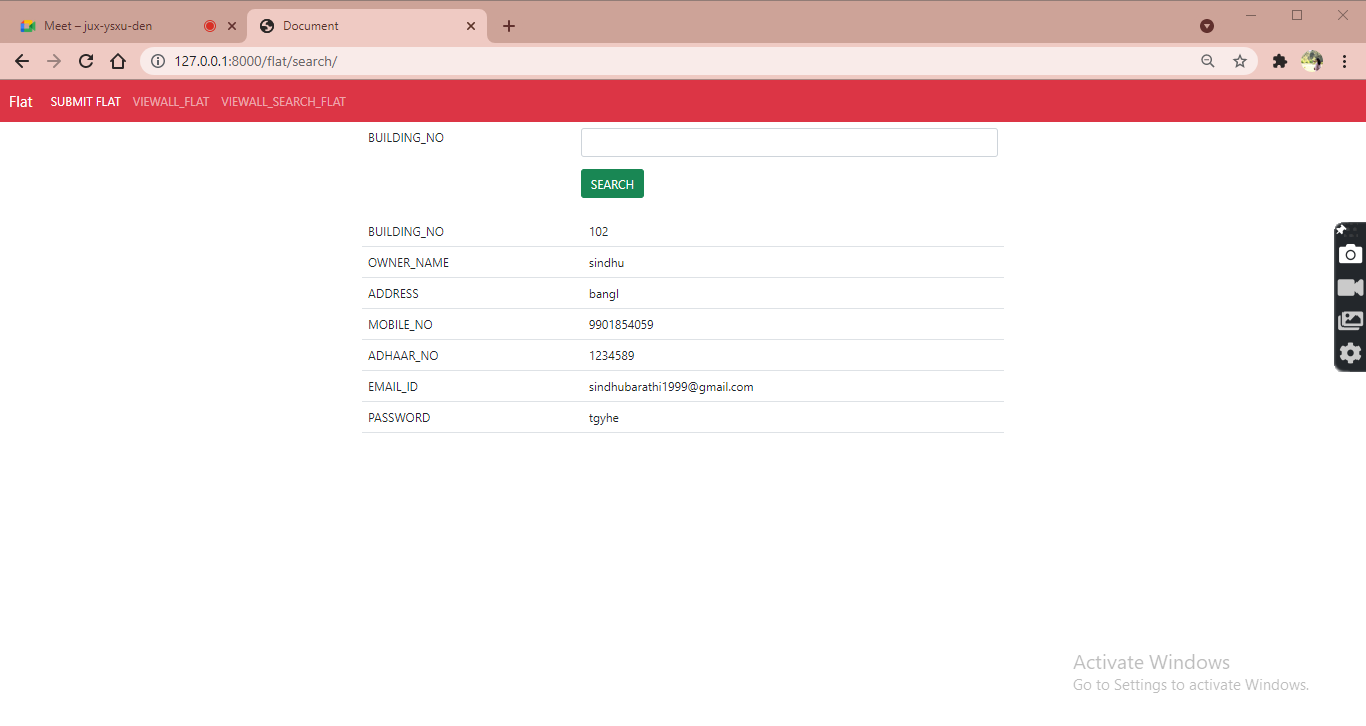 Meet – jux-ysxu-den
Document
127.0.0.1:8000/flat/search/
Flat SUBMIT FLAT VIEWALL_FLAT VIEWALL_SEARCH_FLAT
BUILDING_NO
SEARCH
BUILDING_NO 102
OWNER_NAME sindhu
ADDRESS bangl
MOBILE_NO 9901854059
ADHAAR_NO 1234589
EMAIL_ID sindhubarathi1999@gmail.com
PASSWORD tgyhe
Activate Windows
Go to Settings to activate Windows.